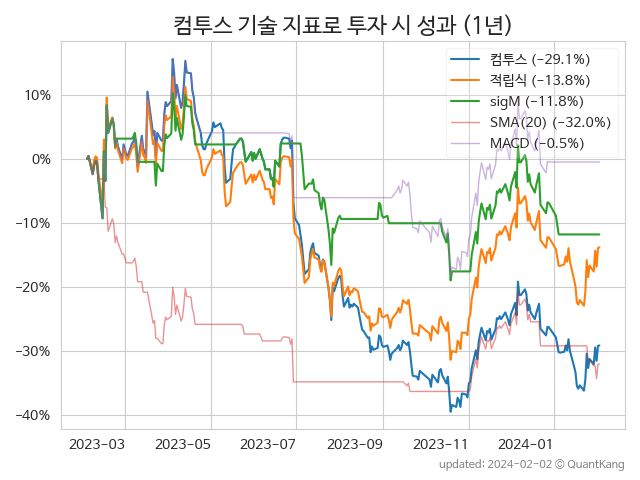 컴투스 기술 지표로 투자 시 성과 (1년)
컴투스 (−29.1%)
적립식 (−13.8%)
sigM (−11.8%)
SMA(20) (−32.0%)
MACD (−0.5%)
10%
0%
−10%
−20%
−30%
−40%
2023-03
2023-05
2023-07
2023-09
2023-11
2024-01
updated: 2024-02-02 © QuantKang